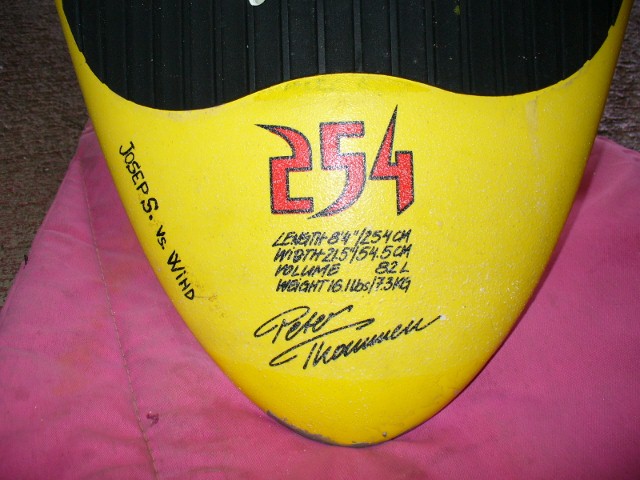 254
LENGTH-8'4"/254 CM
WIDTH-21.5"/54.5 CM
VOLUME 82 L
WEIGHT 16.1 lbs/7.3 KG
Peter
Thommen
JOSEP S. vs. WIND